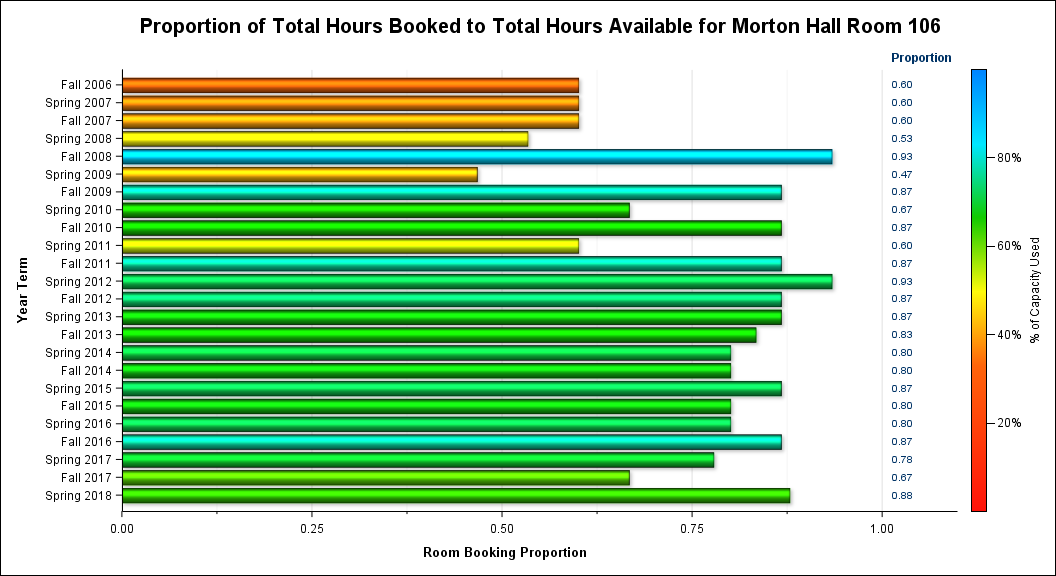 Proportion of Total Hours Booked to Total Hours Available for Morton Hall Room 106
Proportion
Fall 2006 0.60
Spring 2007 0.60
Fall 2007 0.60
Spring 2008 0.53
Fall 2008 0.93
Spring 2009 0.47
Fall 2009 0.87
Spring 2010 0.67
Fall 2010 0.87
Spring 2011 0.60
Fall 2011 0.87
Spring 2012 0.93
Fall 2012 0.87
Spring 2013 0.87
Fall 2013 0.83
Spring 2014 0.80
Fall 2014 0.80
Spring 2015 0.87
Fall 2015 0.80
Spring 2016 0.80
Fall 2016 0.87
Spring 2017 0.78
Fall 2017 0.67
Spring 2018 0.88
Year Term
0.00 0.25 0.50 0.75 1.00
Room Booking Proportion
80%
60%
40%
20%
% of Capacity Used